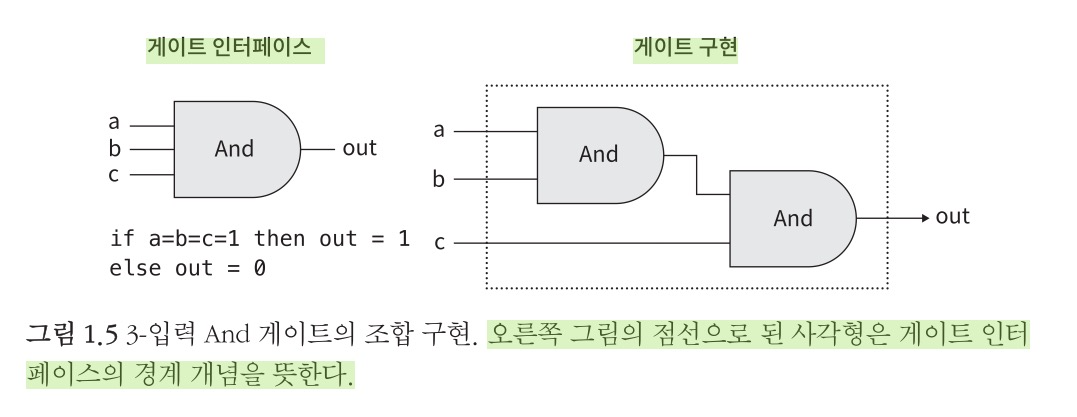 게이트 인터페이스
게이트 구현
a
b
c
And
out
if a=b=c=1 then out = 1
else out = 0
a
b
c
And
And
out
그림 1.5 3-입력 And 게이트의 조합 구현. 오른쪽 그림의 점선으로 된 사각형은 게이트 인터
페이스의 경계 개념을 뜻한다.